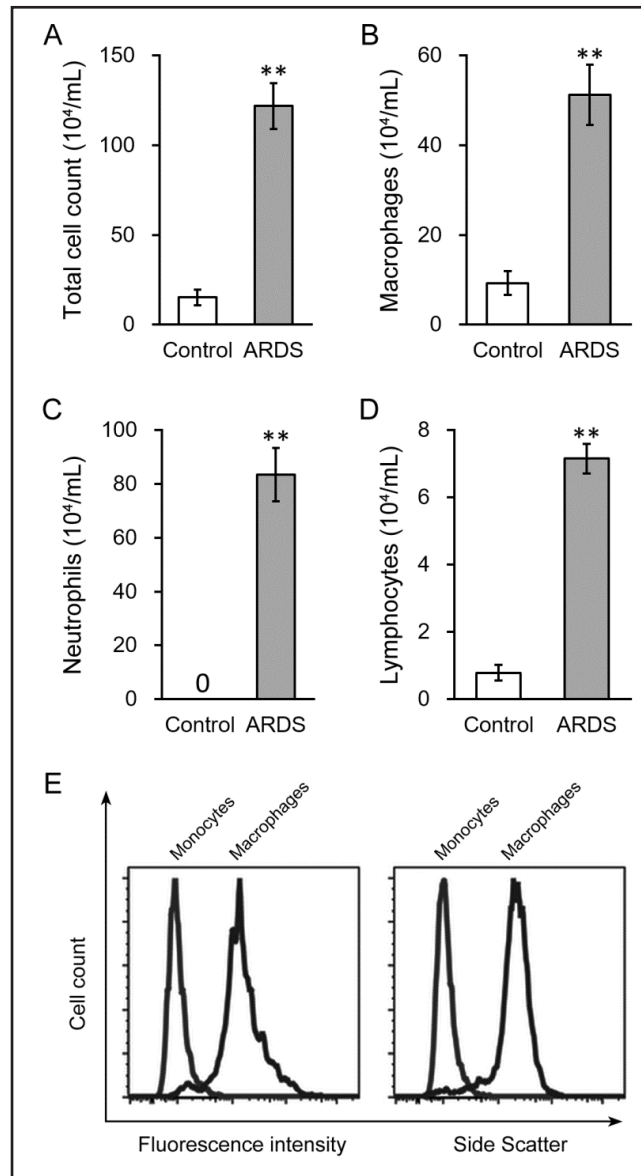 A
Total cell count (10⁴/mL)
150
100
50
0
**
Control ARDS
B
Macrophages (10⁴/mL)
60
40
20
0
**
Control ARDS
C
Neutrophils (10⁴/mL)
100
80
60
40
20
0
0
**
Control ARDS
D
Lymphocytes (10⁴/mL)
8
6
4
2
0
**
Control ARDS
E
Cell count
Monocytes
Macrophages
Fluorescence intensity
Monocytes
Macrophages
Side Scatter